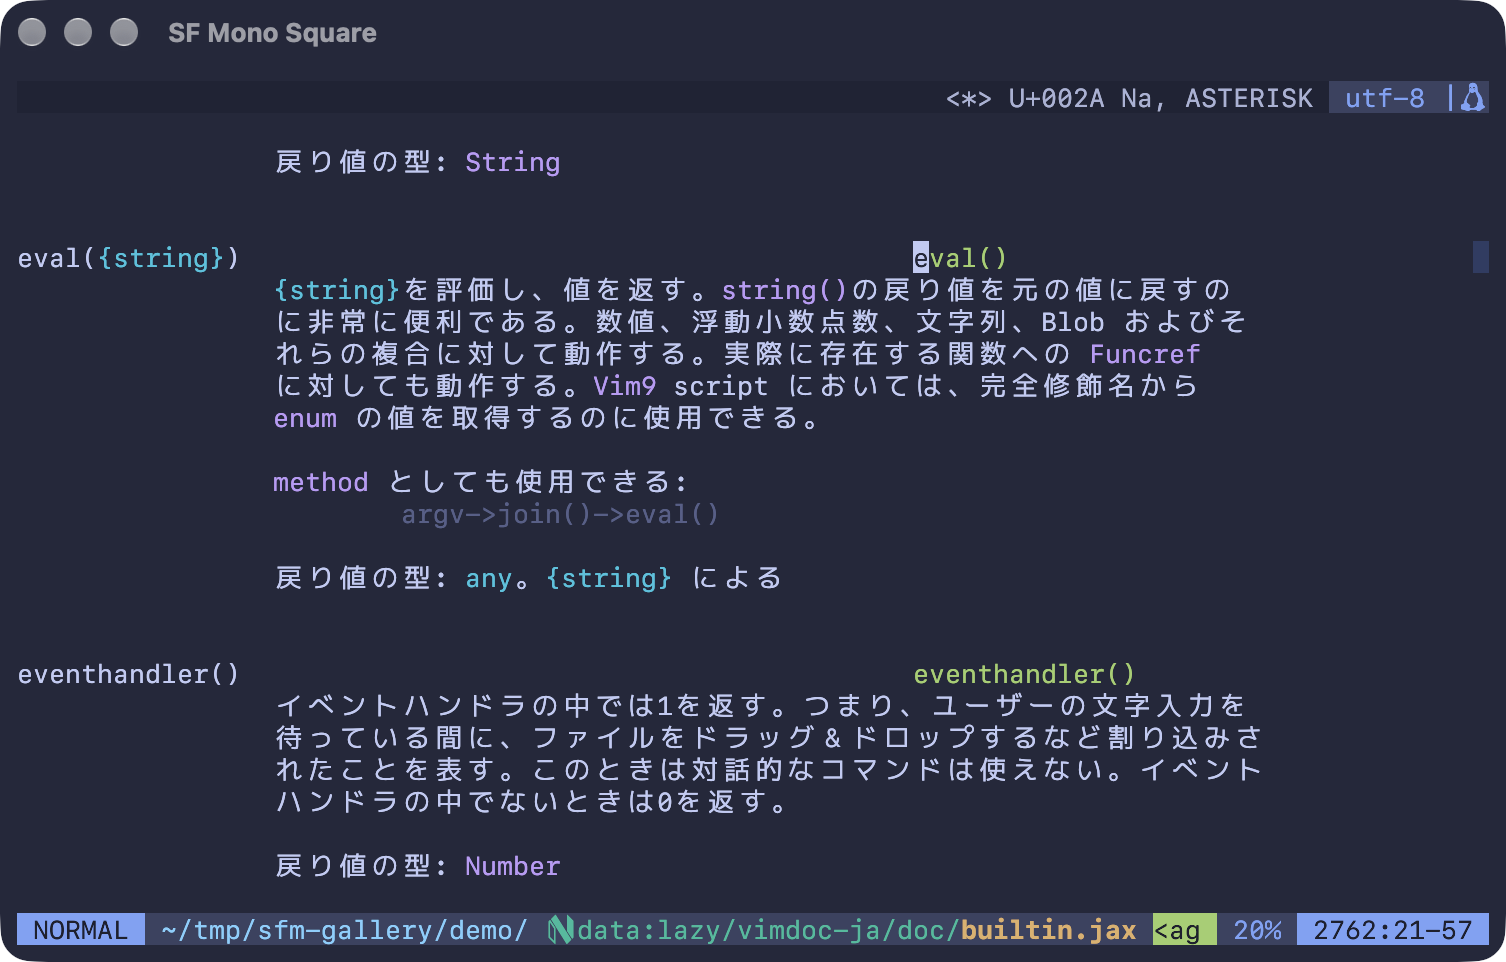 SF Mono Square
<*> U+002A Na, ASTERISK utf-8 |
戻り値の型: String
eval({string}) eval()
{string}を評価し、値を返す。string()の戻り値を元の値に戻すの
に非常に便利である。数値、浮動小数点数、文字列、Blob およびそ
れらの複合に対して動作する。実際に存在する関数への Funcref
に対しても動作する。Vim9 script においては、完全修飾名から
enum の値を取得するのに使用できる。
method としても使用できる:
argv->join()->eval()
戻り値の型: any。{string} による
eventhandler() eventhandler()
イベントハンドラの中では1を返す。つまり、ユーザーの文字入力を
待っている間に、ファイルをドラッグ＆ドロップするなど割り込みさ
れたことを表す。このときは対話的なコマンドは使えない。イベント
ハンドラの中でないときは0を返す。
戻り値の型: Number
NORMAL ~/tmp/sfm-gallery/demo/ data:lazy/vimdoc-ja/doc/builtin.jax <ag 20% 2762:21-57